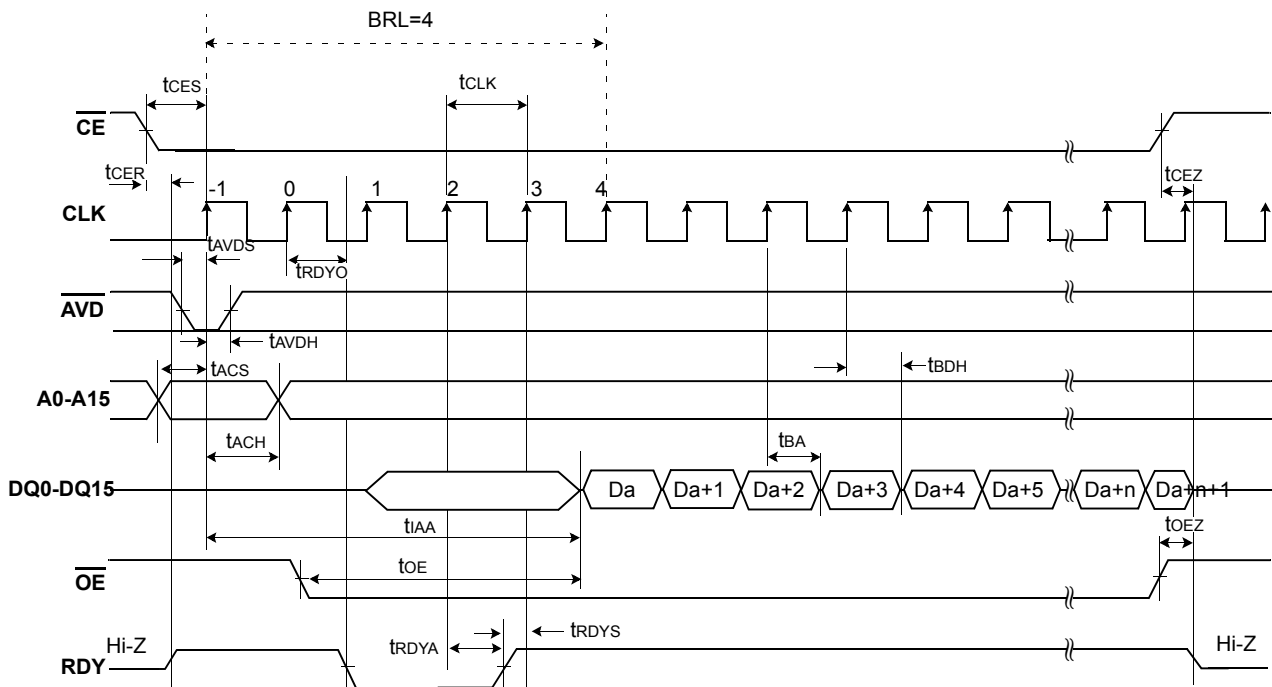 BRL=4
tCES
tCLK
CE
tCER
tCEZ
-1 0 1 2 3 4
CLK
tAVDS
tRDYO
AVD
tAVDH
tACS
tBDH
A0-A15
tACH
tBA
DQ0-DQ15
Da Da+1 Da+2 Da+3 Da+4 Da+5 Da+n Da+n+1
tIAA
tOEZ
tOE
OE
tRDYS
Hi-Z
tRDYA
Hi-Z
RDY